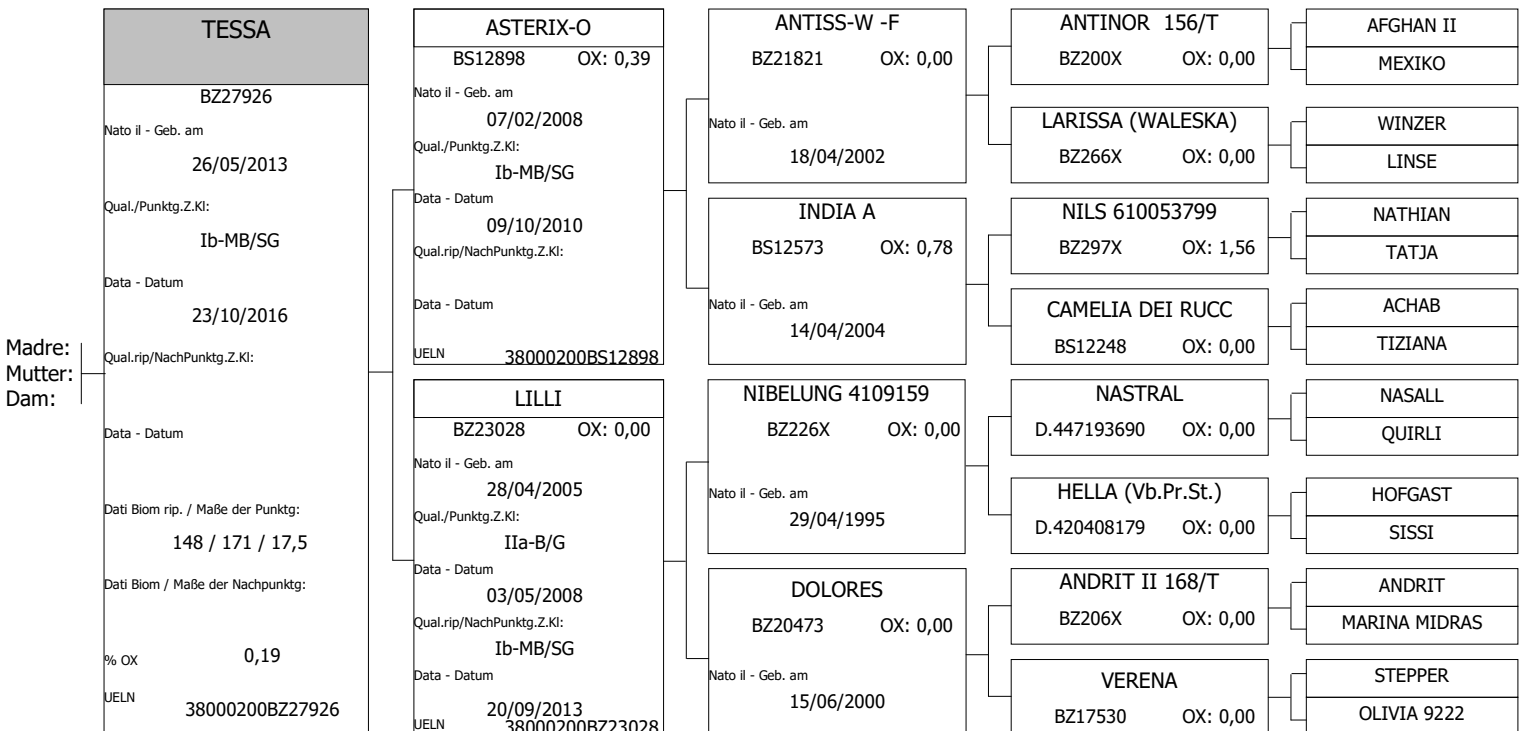 Madre:
Mutter:
Dam:
TESSA
BZ27926
Nato il - Geb. am
26/05/2013
Qual./Punktg.Z.Kl:
Ib-MB/SG
Data - Datum
23/10/2016
Qual.rip/NachPunktg.Z.Kl:
Data - Datum
Dati Biom rip. / Maße der Punktg:
148 / 171 / 17,5
Dati Biom / Maße der Nachpunktg:
% OX 0,19
UELN 38000200BZ27926
ASTERIX-O
BS12898 OX: 0,39
Nato il - Geb. am
07/02/2008
Qual./Punktg.Z.Kl:
Ib-MB/SG
Data - Datum
09/10/2010
Qual.rip/NachPunktg.Z.Kl:
Data - Datum
UELN 38000200BS12898
LILLI
BZ23028 OX: 0,00
Nato il - Geb. am
28/04/2005
Qual./Punktg.Z.Kl:
IIa-B/G
Data - Datum
03/05/2008
Qual.rip/NachPunktg.Z.Kl:
Ib-MB/SG
Data - Datum
20/09/2013
UELN 38000200BZ23028
ANTISS-W -F
BZ21821 OX: 0,00
Nato il - Geb. am
18/04/2002
INDIA A
BS12573 OX: 0,78
Nato il - Geb. am
14/04/2004
NIBELUNG 4109159
BZ226X OX: 0,00
Nato il - Geb. am
29/04/1995
DOLORES
BZ20473 OX: 0,00
Nato il - Geb. am
15/06/2000
ANTINOR 156/T
BZ200X OX: 0,00
LARISSA (WALESKA)
BZ266X OX: 0,00
NILS 610053799
BZ297X OX: 1,56
CAMELIA DEI RUCC
BS12248 OX: 0,00
NASTRAL
D.447193690 OX: 0,00
HELLA (Vb.Pr.St.)
D.420408179 OX: 0,00
ANDRIT II 168/T
BZ206X OX: 0,00
VERENA
BZ17530 OX: 0,00
AFGHAN II
MEXIKO
WINZER
LINSE
NATHIAN
TATJA
ACHAB
TIZIANA
NASALL
QUIRLI
HOFGAST
SISSI
ANDRIT
MARINA MIDRAS
STEPPER
OLIVIA 9222